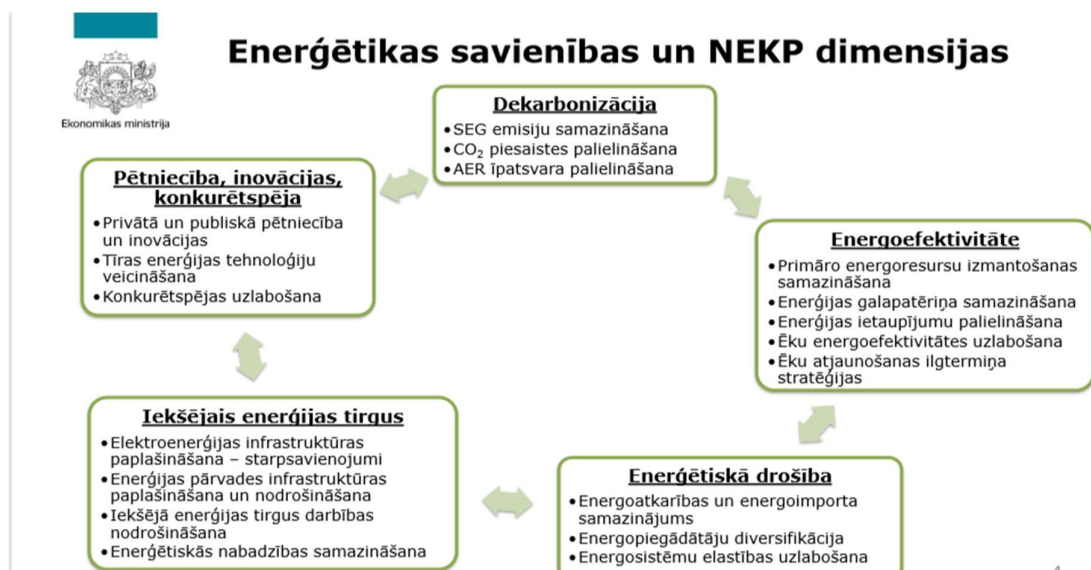 Enerģētikas savienības un NEKP dimensijas
Ekonomikas ministrija
Dekarbonizācija
•SEG emisiju samazināšana
•CO₂ piesaistes palielināšana
•AER īpatsvara palielināšana
Pētniecība, inovācijas,
konkurētspēja
•Privātā un publiskā pētniecība
un inovācijas
•Tīras enerģijas tehnoloģiju
veicināšana
•Konkurētspējas uzlabošana
Energoefektivitāte
•Primāro energoresursu izmantošanas
samazināšana
•Enerģijas galapatēriņa samazināšana
•Enerģijas ietaupījumu palielināšana
•Ēku energoefektivitātes uzlabošana
•Ēku atjaunošanas ilgtermiņa
stratēģijas
Iekšējais enerģijas tirgus
•Elektroenerģijas infrastruktūras
paplašināšana – starpsavienojumi
•Enerģijas pārvades infrastruktūras
paplašināšana un nodrošināšana
•Iekšējā enerģijas tirgus darbības
nodrošināšana
•Enerģētiskās nabadzības samazināšana
Enerģētiskā drošība
•Energoatkarības un energoimporta
samazinājums
•Energopiegādātāju diversifikācija
•Energosistēmu elastības uzlabošana